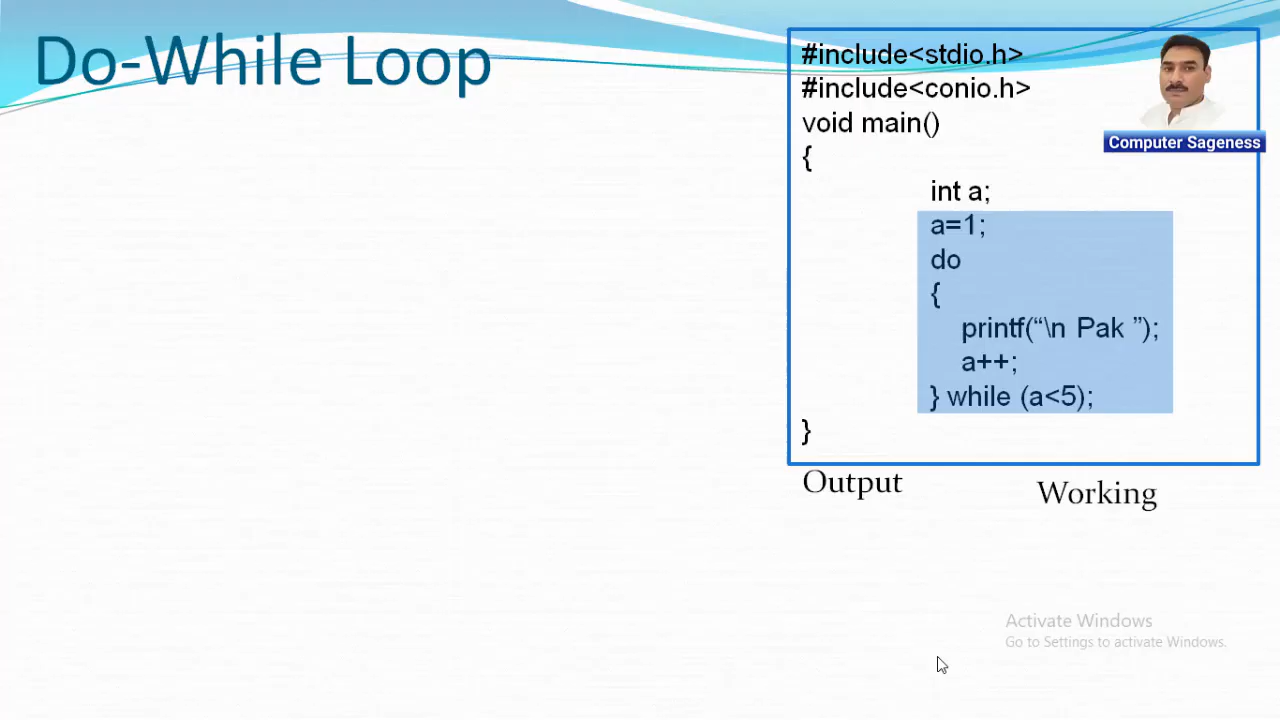 Do-While Loop
#include<stdio.h>
#include<conio.h>
void main()
{
int a;
a=1;
do
{
printf(“\n Pak ”);
a++;
} while (a<5);
}
Computer Sageness
Output
Working
Activate Windows
Go to Settings to activate Windows.